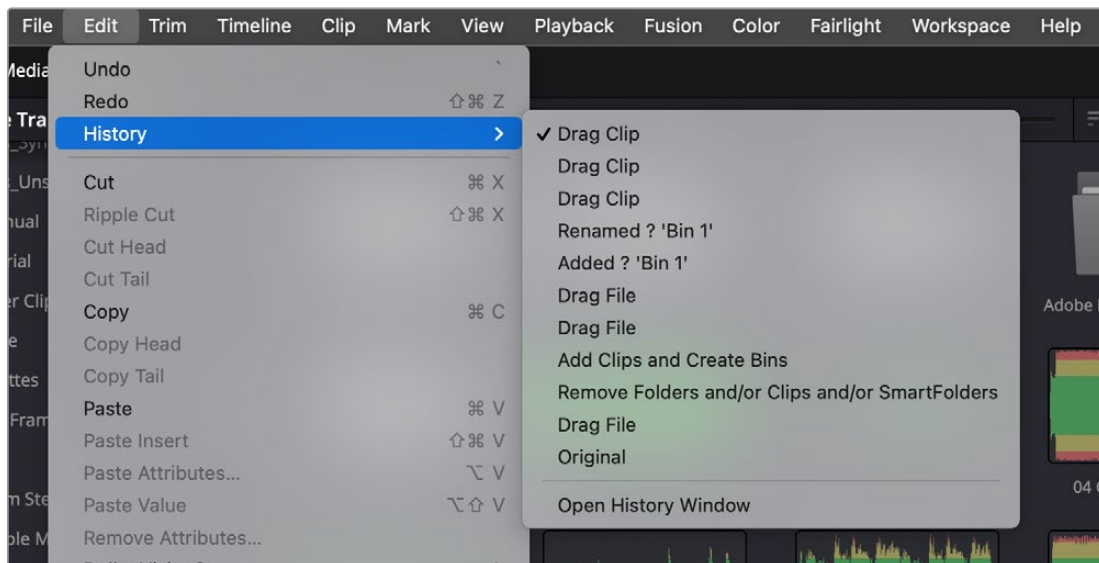 File Edit Trim Timeline Clip Mark View Playback Fusion Color Fairlight Workspace Help
Undo `
Redo ⇧⌘ Z
History >
✓ Drag Clip
Drag Clip
Drag Clip
Renamed ? 'Bin 1'
Added ? 'Bin 1'
Drag File
Drag File
Add Clips and Create Bins
Remove Folders and/or Clips and/or SmartFolders
Drag File
Original
Open History Window
Cut ⌘ X
Ripple Cut ⇧⌘ X
Cut Head
Cut Tail
Copy ⌘ C
Copy Head
Copy Tail
Paste ⌘ V
Paste Insert ⇧⌘ V
Paste Attributes... ⌥ V
Paste Value ⌥⇧ V
Remove Attributes...
Adobe
04